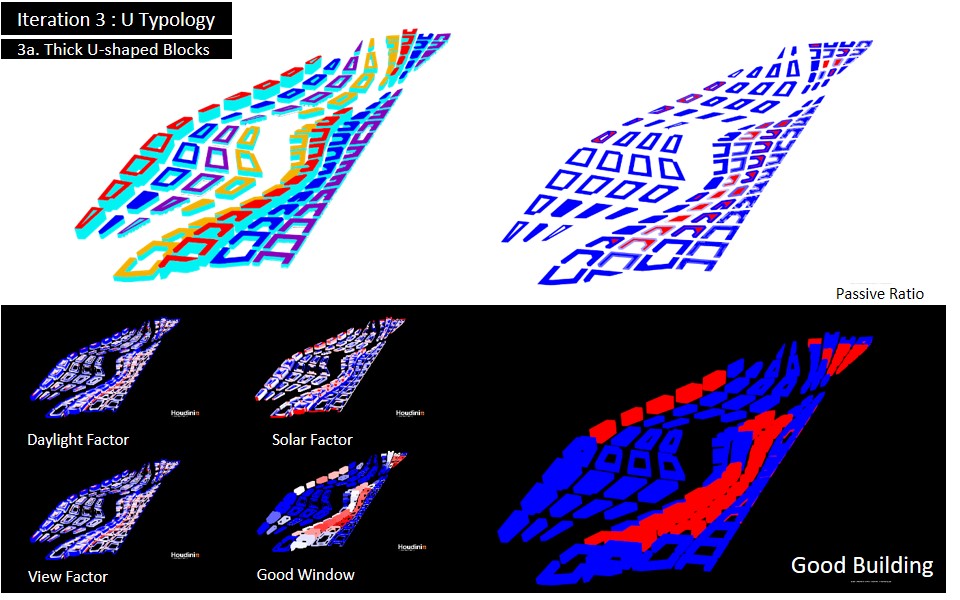 Iteration 3 : U Typology
3a. Thick U-shaped Blocks
Passive Ratio
Houdini
Houdini
Daylight Factor
Solar Factor
Houdini
Houdini
View Factor
Good Window
Good Building